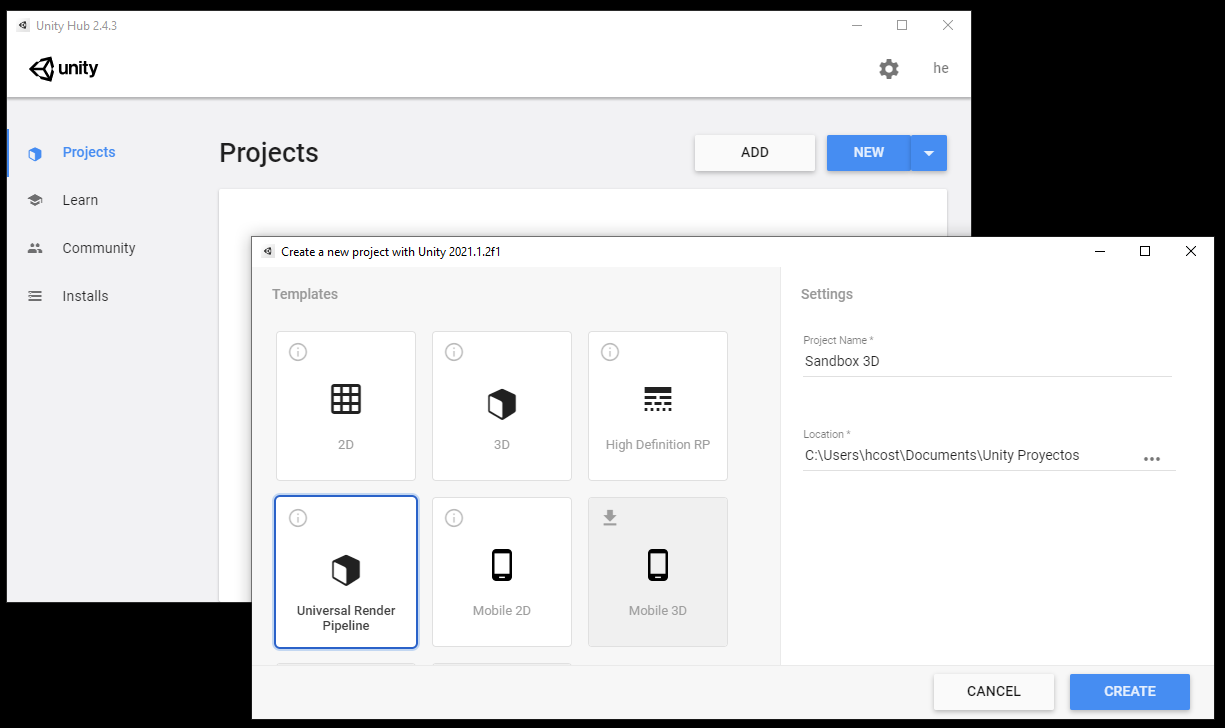 Unity Hub 2.4.3
unity
he
Projects
Learn
Community
Installs
Projects
ADD
NEW
Create a new project with Unity 2021.1.2f1
Templates
2D
3D
High Definition RP
Universal Render
Pipeline
Mobile 2D
Mobile 3D
Settings
Project Name *
Sandbox 3D
Location *
C:\Users\hcost\Documents\Unity Proyectos
CANCEL
CREATE